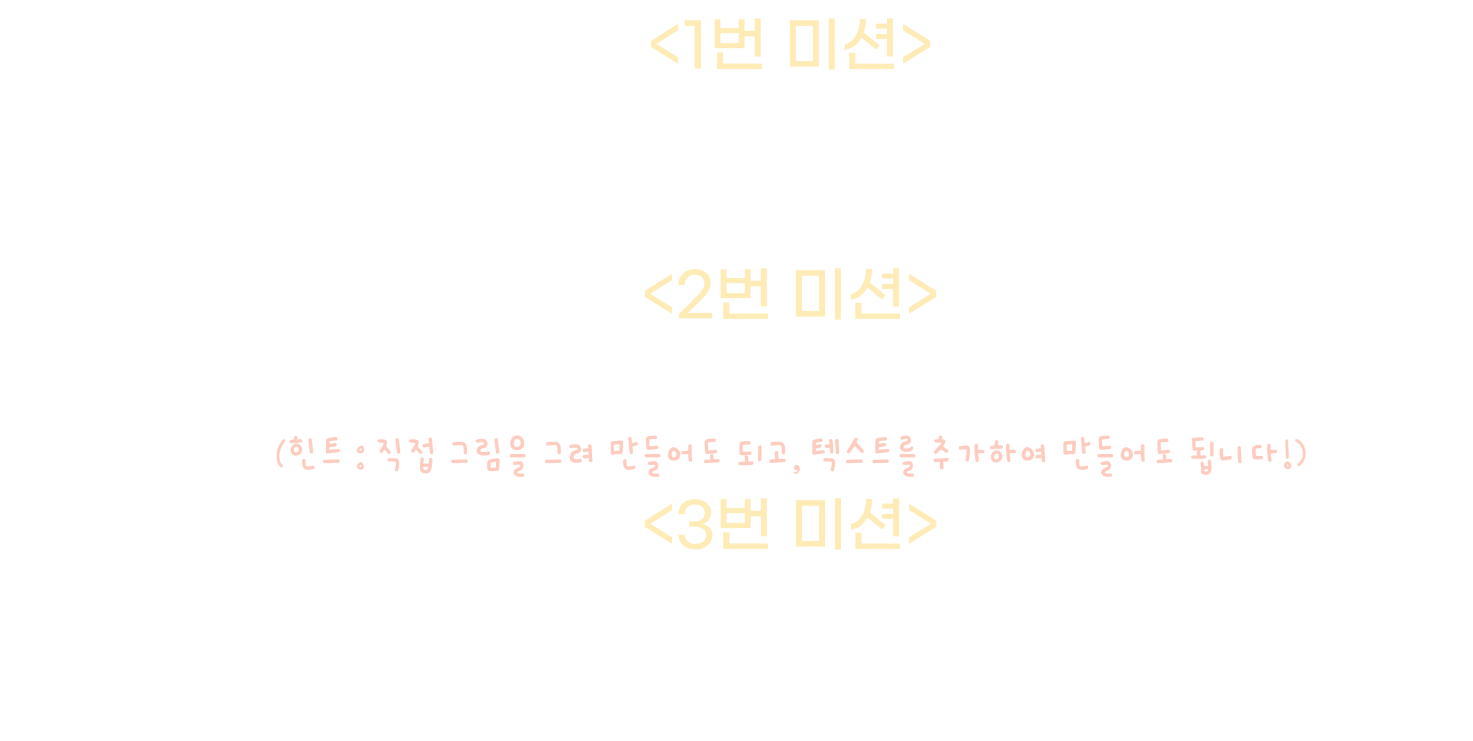 <1번 미션>
<2번 미션>
(힌트 : 직접 그림을 그려 만들어도 되고, 텍스트를 추가하여 만들어도 됩니다!)
<3번 미션>